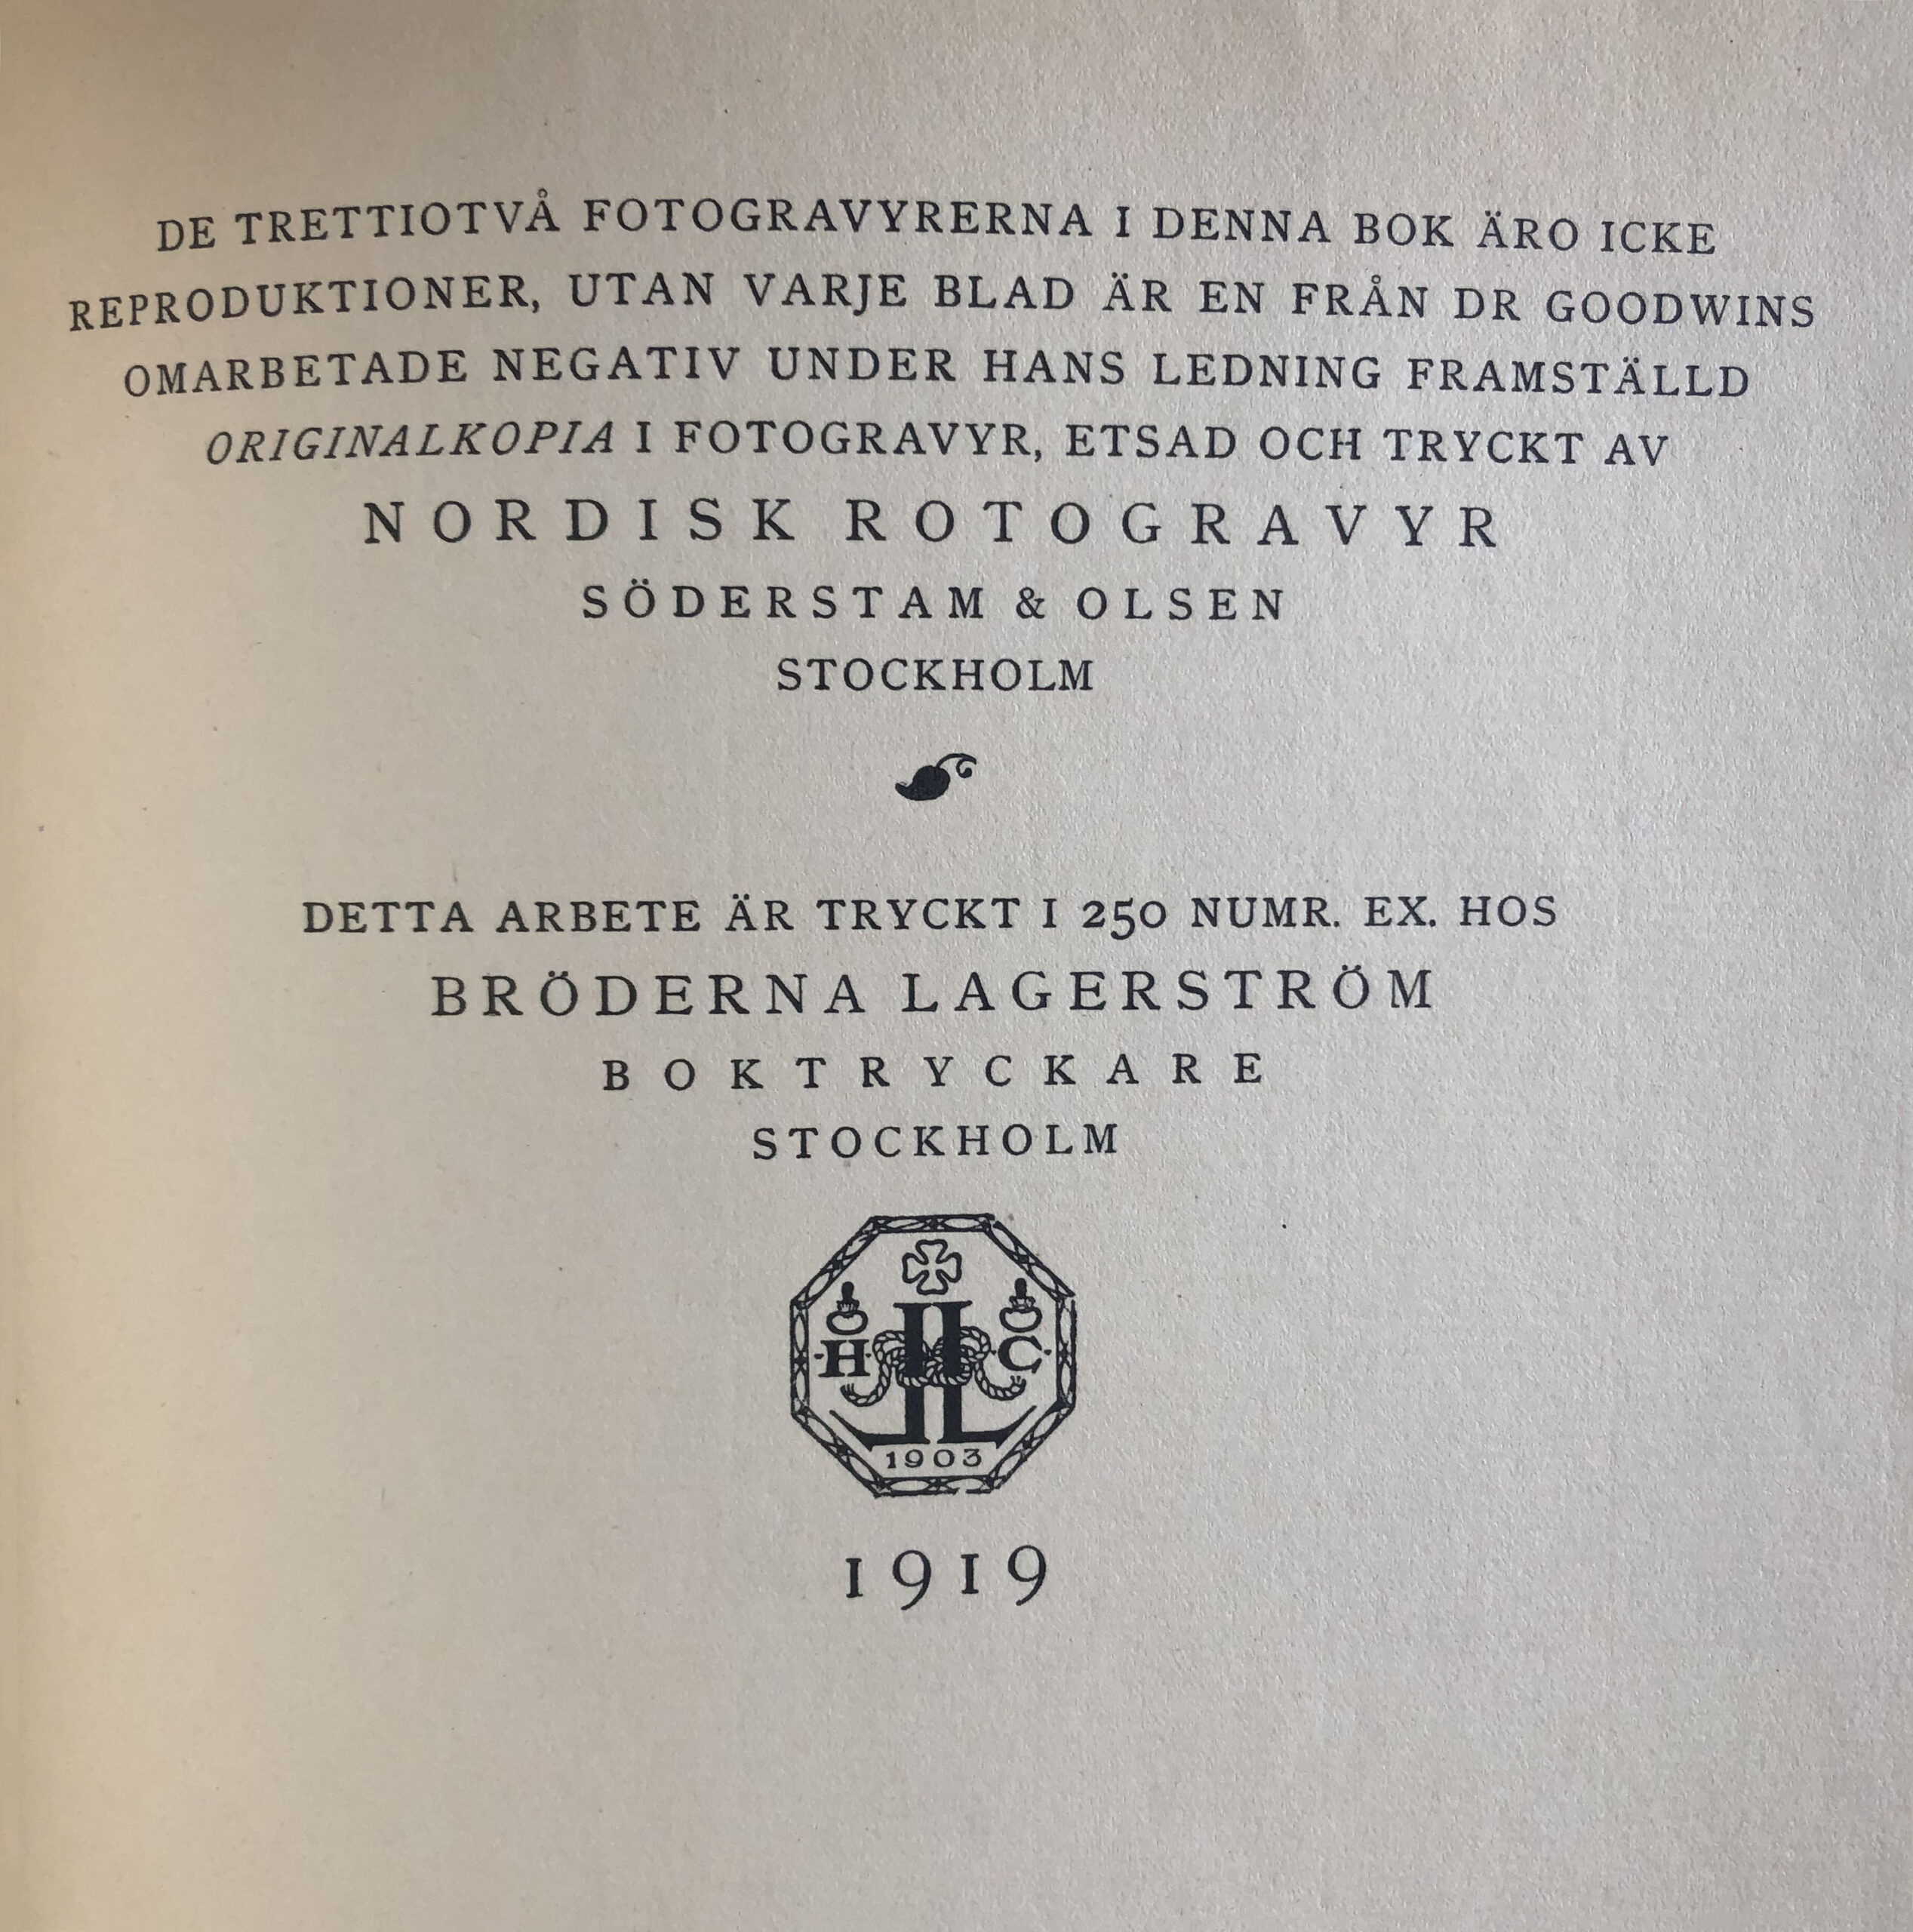 DE TRETTIOTVÅ FOTOGRAVYRERNA I DENNA BOK ÄRO ICKE
REPRODUKTIONER, UTAN VARJE BLAD ÄR EN FRÅN DR GOODWINS
OMARBETADE NEGATIV UNDER HANS LEDNING FRAMSTÄLLD
ORIGINALKOPIA I FOTOGRAVYR, ETSAD OCH TRYCKT AV
NORDISK ROTOGRAVYR
SÖDERSTAM & OLSEN
STOCKHOLM
DETTA ARBETE ÄR TRYCKT I 250 NUMR. EX. HOS
BRÖDERNA LAGERSTRÖM
BOKTRYCKARE
STOCKHOLM
·H· ·C·
1903
1919